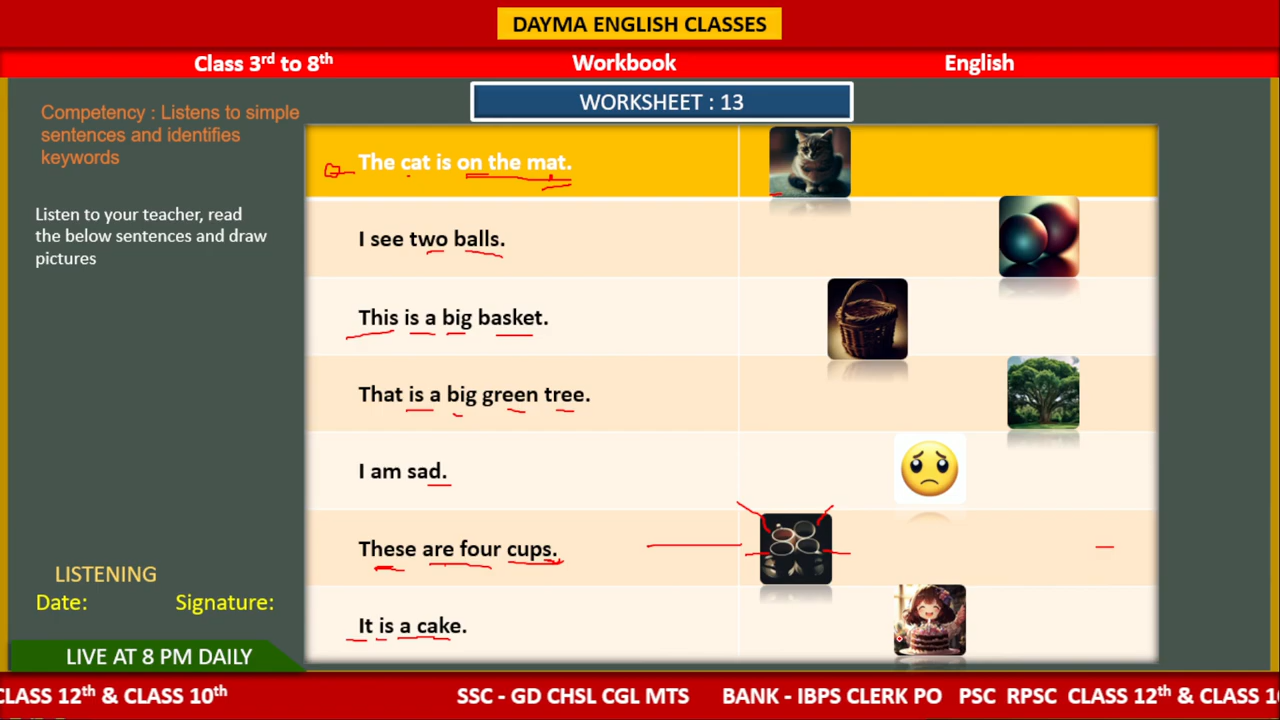 DAYMA ENGLISH CLASSES
Class 3rd to 8th
Workbook
English
Competency : Listens to simple
sentences and identifies
keywords
WORKSHEET : 13
Listen to your teacher, read
the below sentences and draw
pictures
The cat is on the mat.
I see two balls.
This is a big basket.
That is a big green tree.
I am sad.
These are four cups.
It is a cake.
LISTENING
Date: Signature:
LIVE AT 8 PM DAILY
CLASS 12th & CLASS 10th SSC - GD CHSL CGL MTS BANK - IBPS CLERK PO PSC RPSC CLASS 12th & CLASS 10